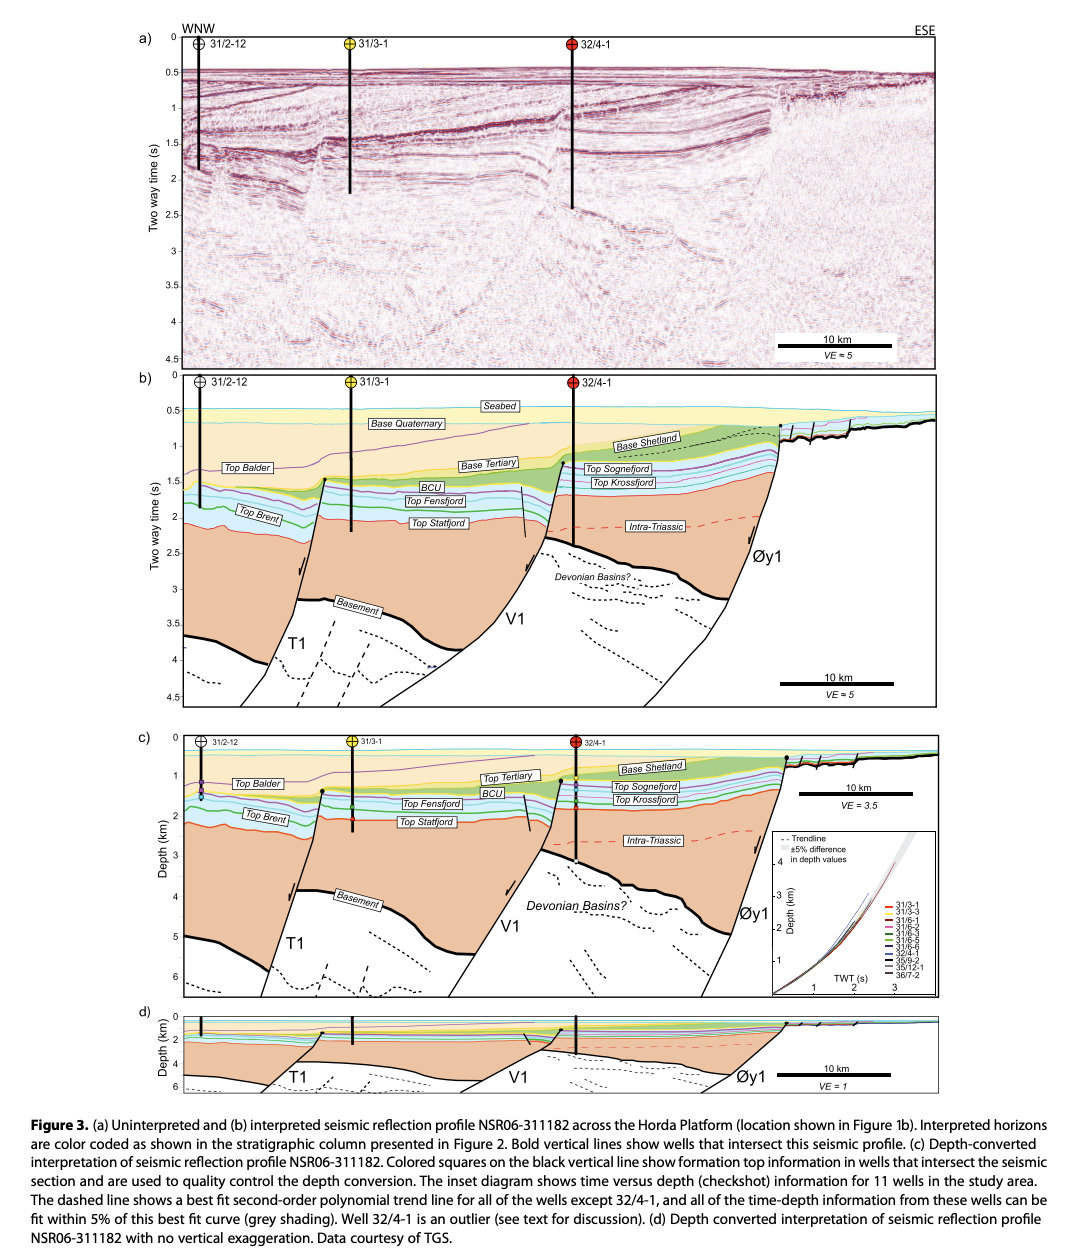 WNW
ESE
a)
31/2-12
31/3-1
32/4-1
0
0.5
1
1.5
2
2.5
3
3.5
4
4.5
Two way time (s)
10 km
VE ≈ 5
b)
31/2-12
31/3-1
32/4-1
0
0.5
1
1.5
2
2.5
3
3.5
4
4.5
Two way time (s)
Seabed
Base Quaternary
Base Shetland
Base Tertiary
Top Balder
Top Sognefjord
BCU
Top Krossfjord
Top Fensfjord
Top Brent
Top Statfjord
Intra-Triassic
Devonian Basins?
Basement
Øy1
V1
T1
10 km
VE ≈ 5
c)
31/2-12
31/3-1
32/4-1
0
1
2
3
4
5
6
Depth (km)
Top Tertiary
Base Shetland
Top Balder
Top Sognefjord
BCU
Top Krossfjord
Top Fensfjord
Top Brent
Top Statfjord
Intra-Triassic
Basement
Devonian Basins?
Øy1
V1
T1
10 km
VE = 3.5
Trendline
±5% difference
in depth values
4
3
2
1
Depth (km)
31/3-1
31/3-3
31/6-1
31/6-2
31/6-3
31/6-5
31/6-6
32/4-1
35/9-2
35/12-1
36/7-2
TWT (s)
1
2
3
d)
0
2
4
6
Depth (km)
T1
V1
Øy1
10 km
VE = 1
Figure 3. (a) Uninterpreted and (b) interpreted seismic reflection profile NSR06-311182 across the Horda Platform (location shown in Figure 1b). Interpreted horizons
are color coded as shown in the stratigraphic column presented in Figure 2. Bold vertical lines show wells that intersect this seismic profile. (c) Depth-converted
interpretation of seismic reflection profile NSR06-311182. Colored squares on the black vertical line show formation top information in wells that intersect the seismic
section and are used to quality control the depth conversion. The inset diagram shows time versus depth (checkshot) information for 11 wells in the study area.
The dashed line shows a best fit second-order polynomial trend line for all of the wells except 32/4-1, and all of the time-depth information from these wells can be
fit within 5% of this best fit curve (grey shading). Well 32/4-1 is an outlier (see text for discussion). (d) Depth converted interpretation of seismic reflection profile
NSR06-311182 with no vertical exaggeration. Data courtesy of TGS.